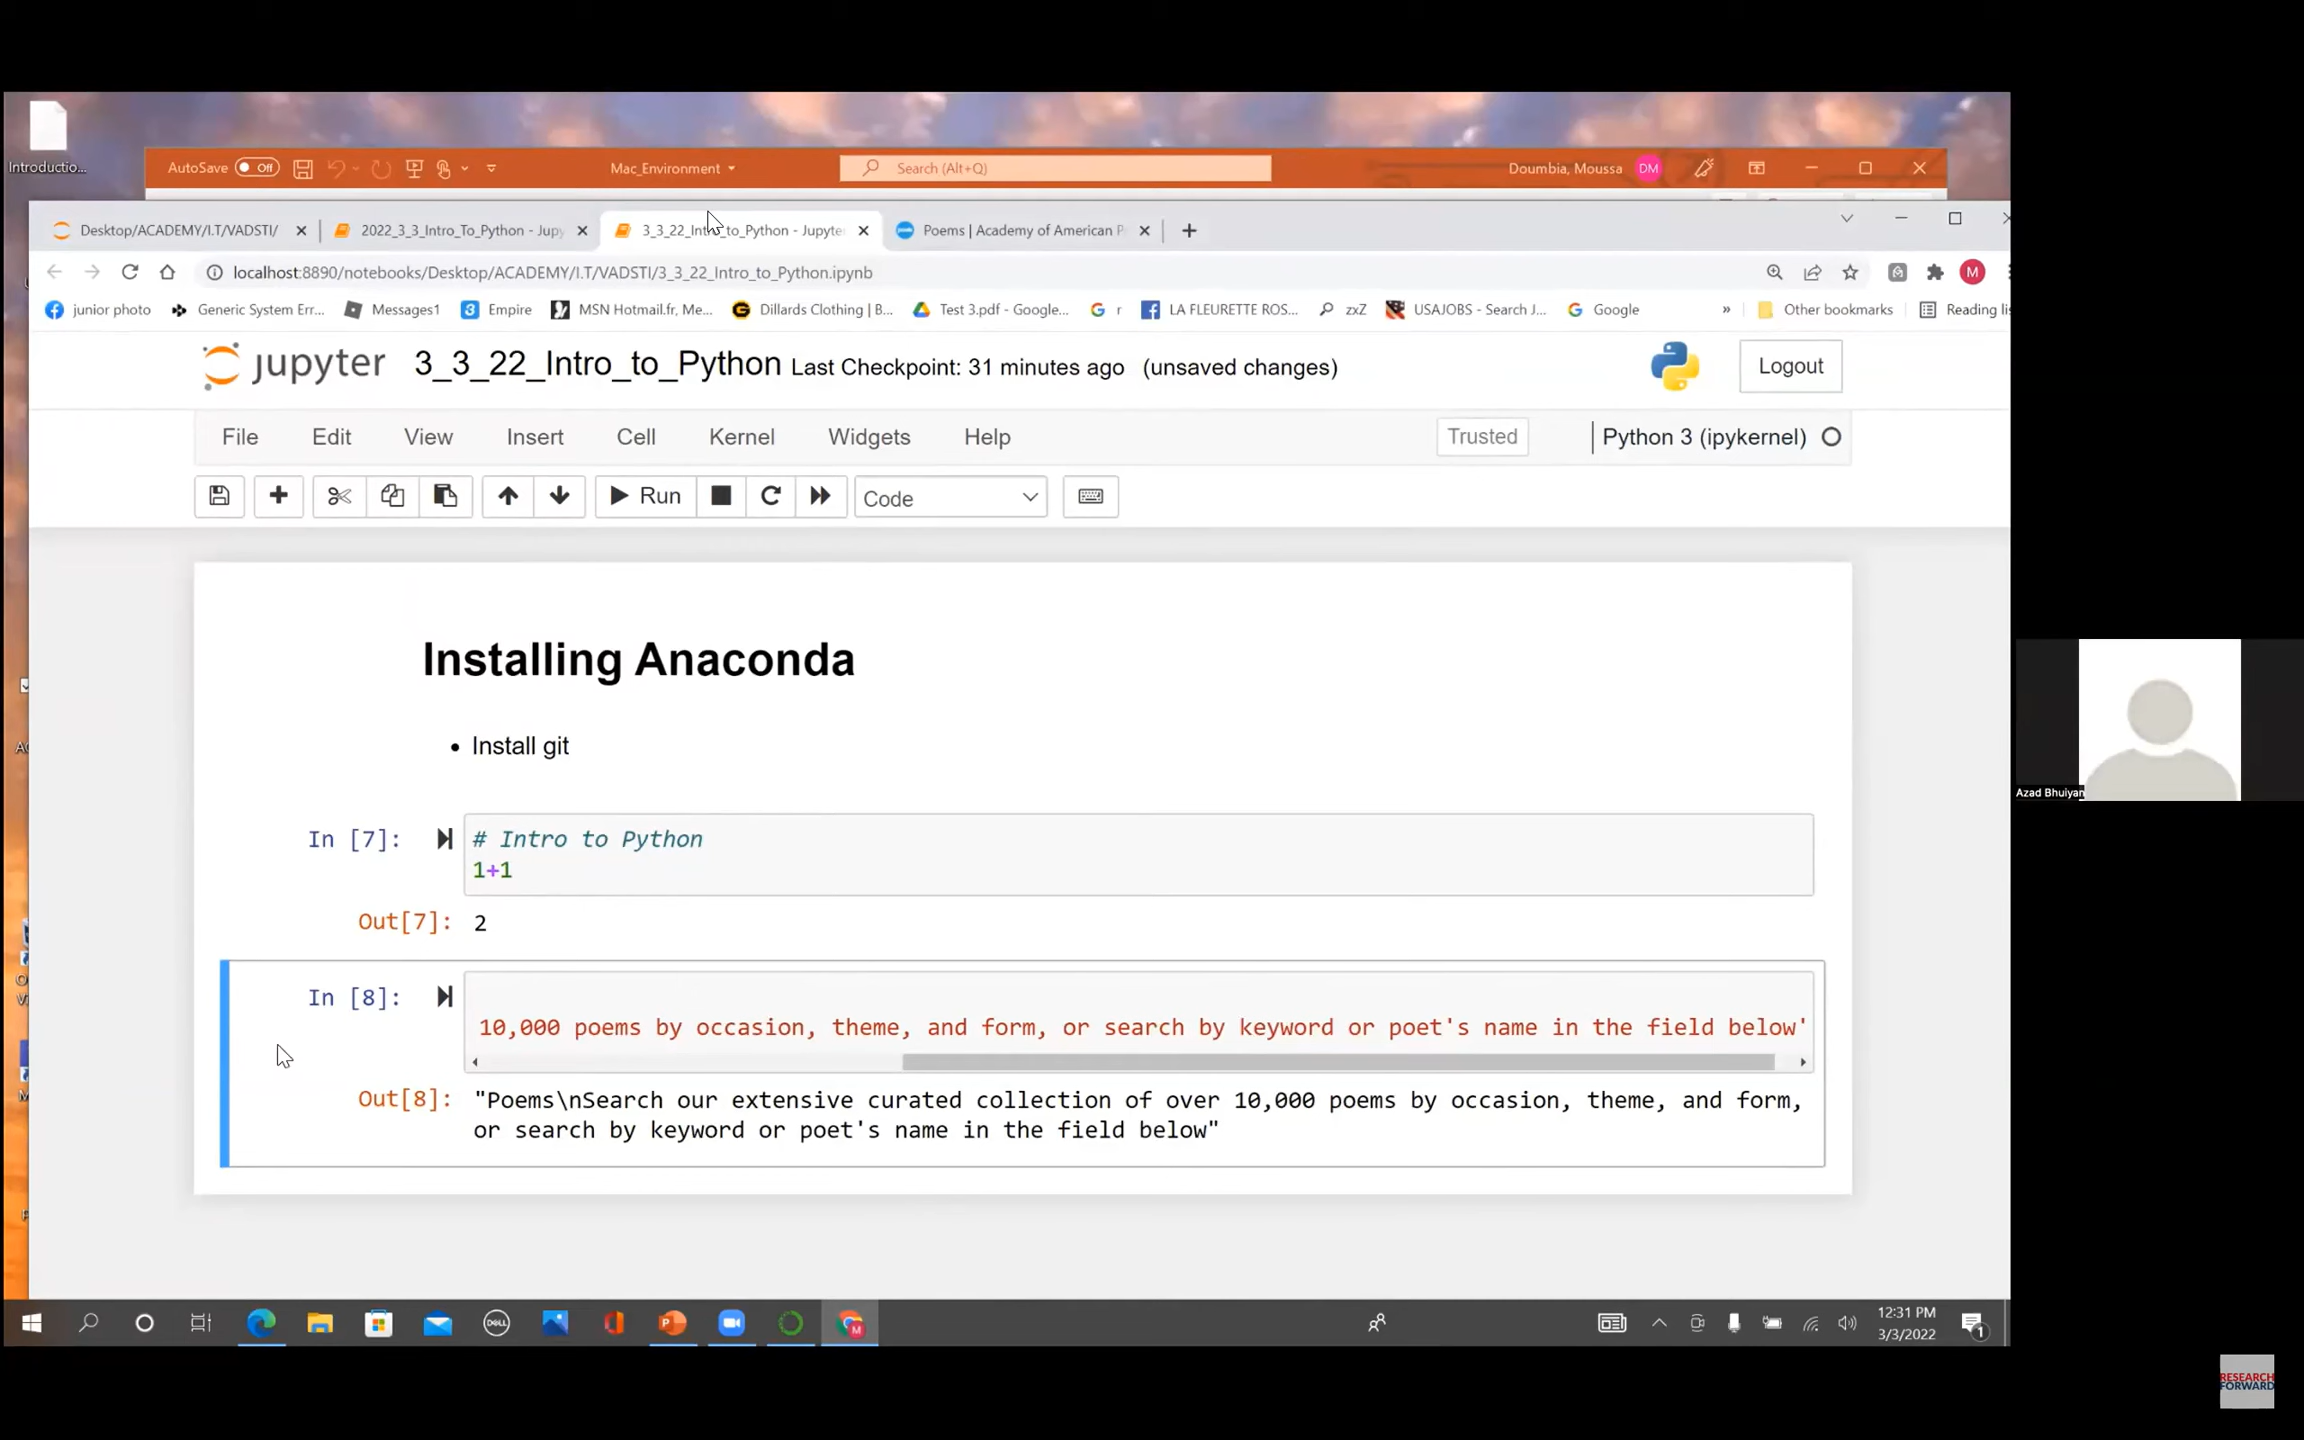 Introductio...
AutoSave Off
Mac_Environment
Search (Alt+Q)
Doumbia, Moussa DM
Desktop/ACADEMY/I.T/VADSTI/
2022_3_3_Intro_To_Python - Jupy
3_3_22_Int to_Python - Jupyte
Poems | Academy of American P
localhost:8890/notebooks/Desktop/ACADEMY/I.T/VADSTI/3_3_22_Intro_to_Python.ipynb
M
junior photo
Generic System Err...
Messages1
Empire
MSN Hotmail.fr, Me...
Dillards Clothing | B...
Test 3.pdf - Google...
r
LA FLEURETTE ROS...
zxZ
USAJOBS - Search J...
Google
»
Other bookmarks
Reading lis
jupyter 3_3_22_Intro_to_Python Last Checkpoint: 31 minutes ago (unsaved changes)
Logout
File Edit View Insert Cell Kernel Widgets Help
Trusted
Python 3 (ipykernel)
Run
Code
Installing Anaconda
• Install git
In [7]: # Intro to Python
1+1
Out[7]: 2
In [8]:
10,000 poems by occasion, theme, and form, or search by keyword or poet's name in the field below'
Out[8]: "Poems\nSearch our extensive curated collection of over 10,000 poems by occasion, theme, and form,
or search by keyword or poet's name in the field below"
Azad Bhuiyan
DELL
12:31 PM
3/3/2022
1
RESEARCH
FORWARD